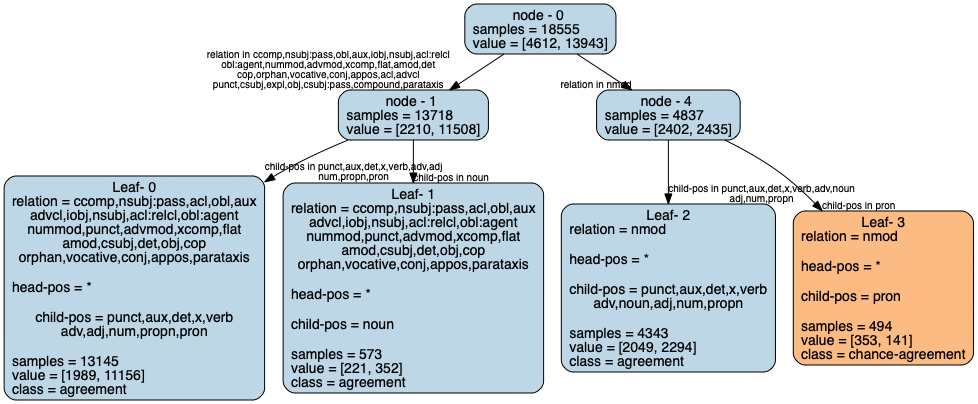 node - 0
samples = 18555
value = [4612, 13943]
relation in ccomp,nsubj:pass,obl,aux,iobj,nsubj,acl:relcl
obl:agent,nummod,advmod,xcomp,flat,amod,det
cop,orphan,vocative,conj,appos,acl,advcl
punct,csubj,expl,obj,csubj:pass,compound,parataxis
relation in nmod
node - 1
samples = 13718
value = [2210, 11508]
node - 4
samples = 4837
value = [2402, 2435]
child-pos in punct,aux,det,x,verb,adv,adj
num,propn,pron
child-pos in noun
child-pos in punct,aux,det,x,verb,adv,noun
adj,num,propn
child-pos in pron
Leaf- 0
relation = ccomp,nsubj:pass,acl,obl,aux
advcl,iobj,nsubj,acl:relcl,obl:agent
nummod,punct,advmod,xcomp,flat
amod,csubj,det,obj,cop
orphan,vocative,conj,appos,parataxis
head-pos = *
child-pos = punct,aux,det,x,verb
adv,adj,num,propn,pron
samples = 13145
value = [1989, 11156]
class = agreement
Leaf- 1
relation = ccomp,nsubj:pass,acl,obl,aux
advcl,iobj,nsubj,acl:relcl,obl:agent
nummod,punct,advmod,xcomp,flat
amod,csubj,det,obj,cop
orphan,vocative,conj,appos,parataxis
head-pos = *
child-pos = noun
samples = 573
value = [221, 352]
class = agreement
Leaf- 2
relation = nmod
head-pos = *
child-pos = punct,aux,det,x,verb
adv,noun,adj,num,propn
samples = 4343
value = [2049, 2294]
class = agreement
Leaf- 3
relation = nmod
head-pos = *
child-pos = pron
samples = 494
value = [353, 141]
class = chance-agreement